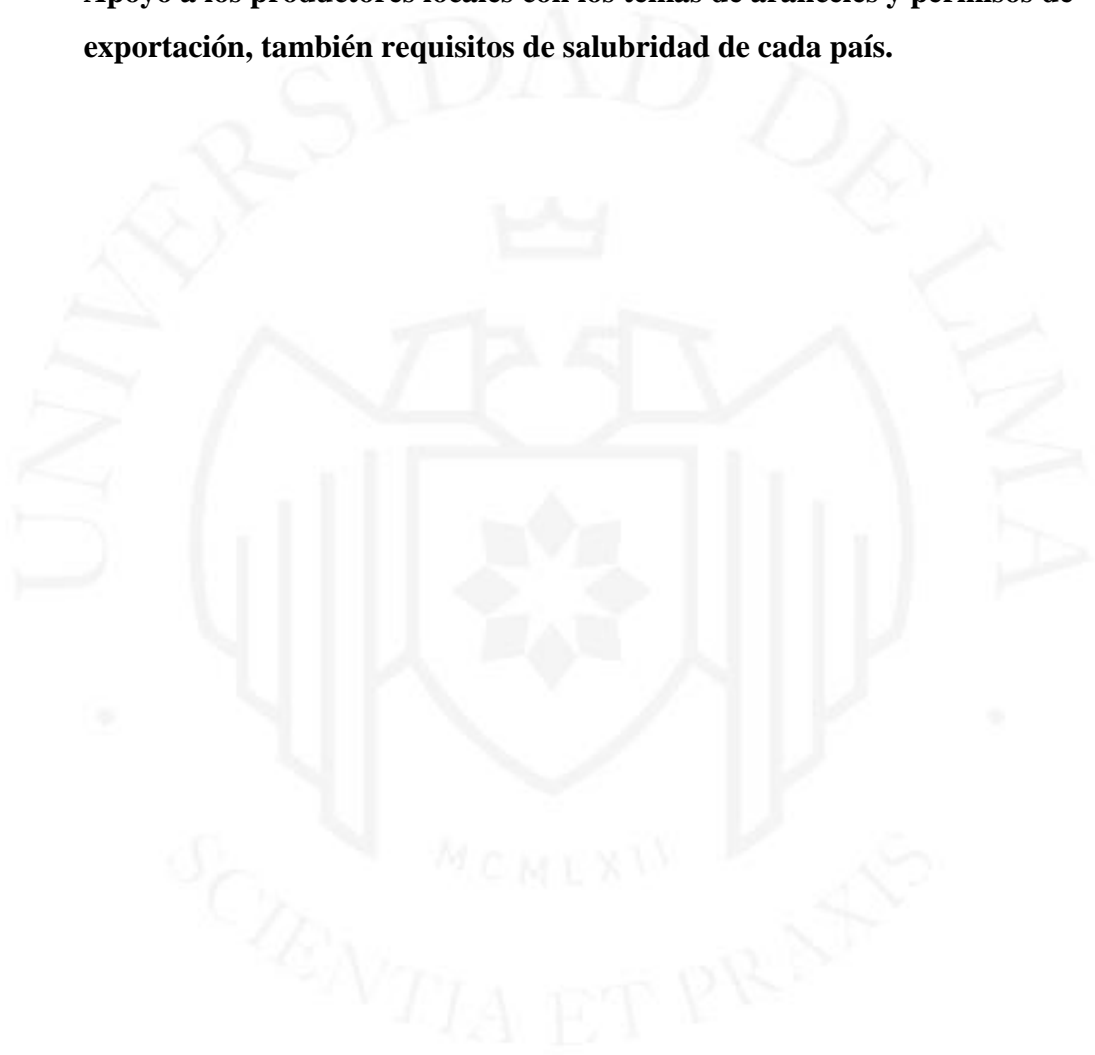 Apoyo a los productores locales con los temas de aranceles y permisos de
exportación, también requisitos de salubridad de cada país.
UNIVERSIDAD DE LIMA
MCMLXII
SCIENTIA ET PRAXIS